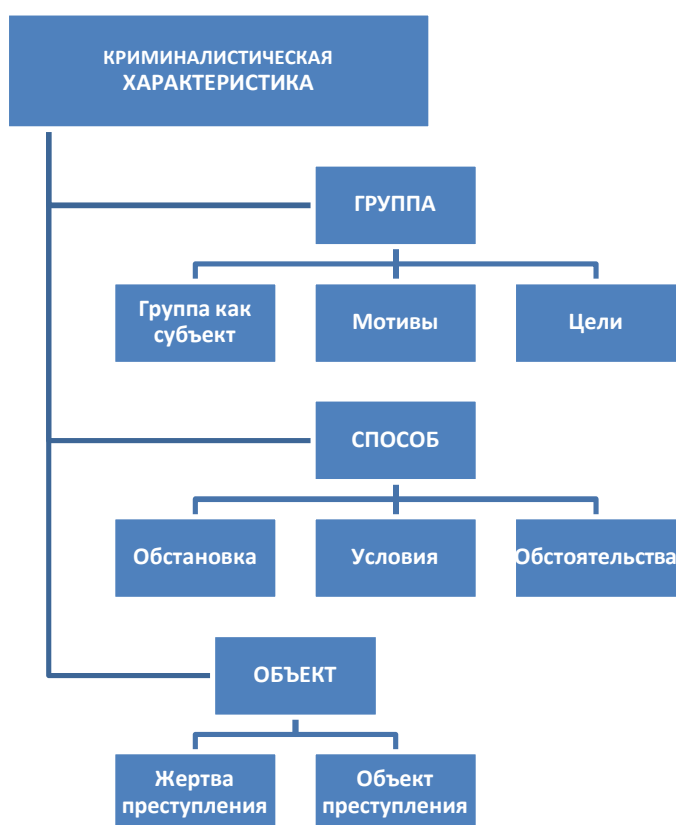 КРИМИНАЛИСТИЧЕСКАЯ
ХАРАКТЕРИСТИКА
ГРУППА
Группа как
субъект
Мотивы
Цели
СПОСОБ
Обстановка
Условия
Обстоятельства
ОБЪЕКТ
Жертва
преступления
Объект
преступления